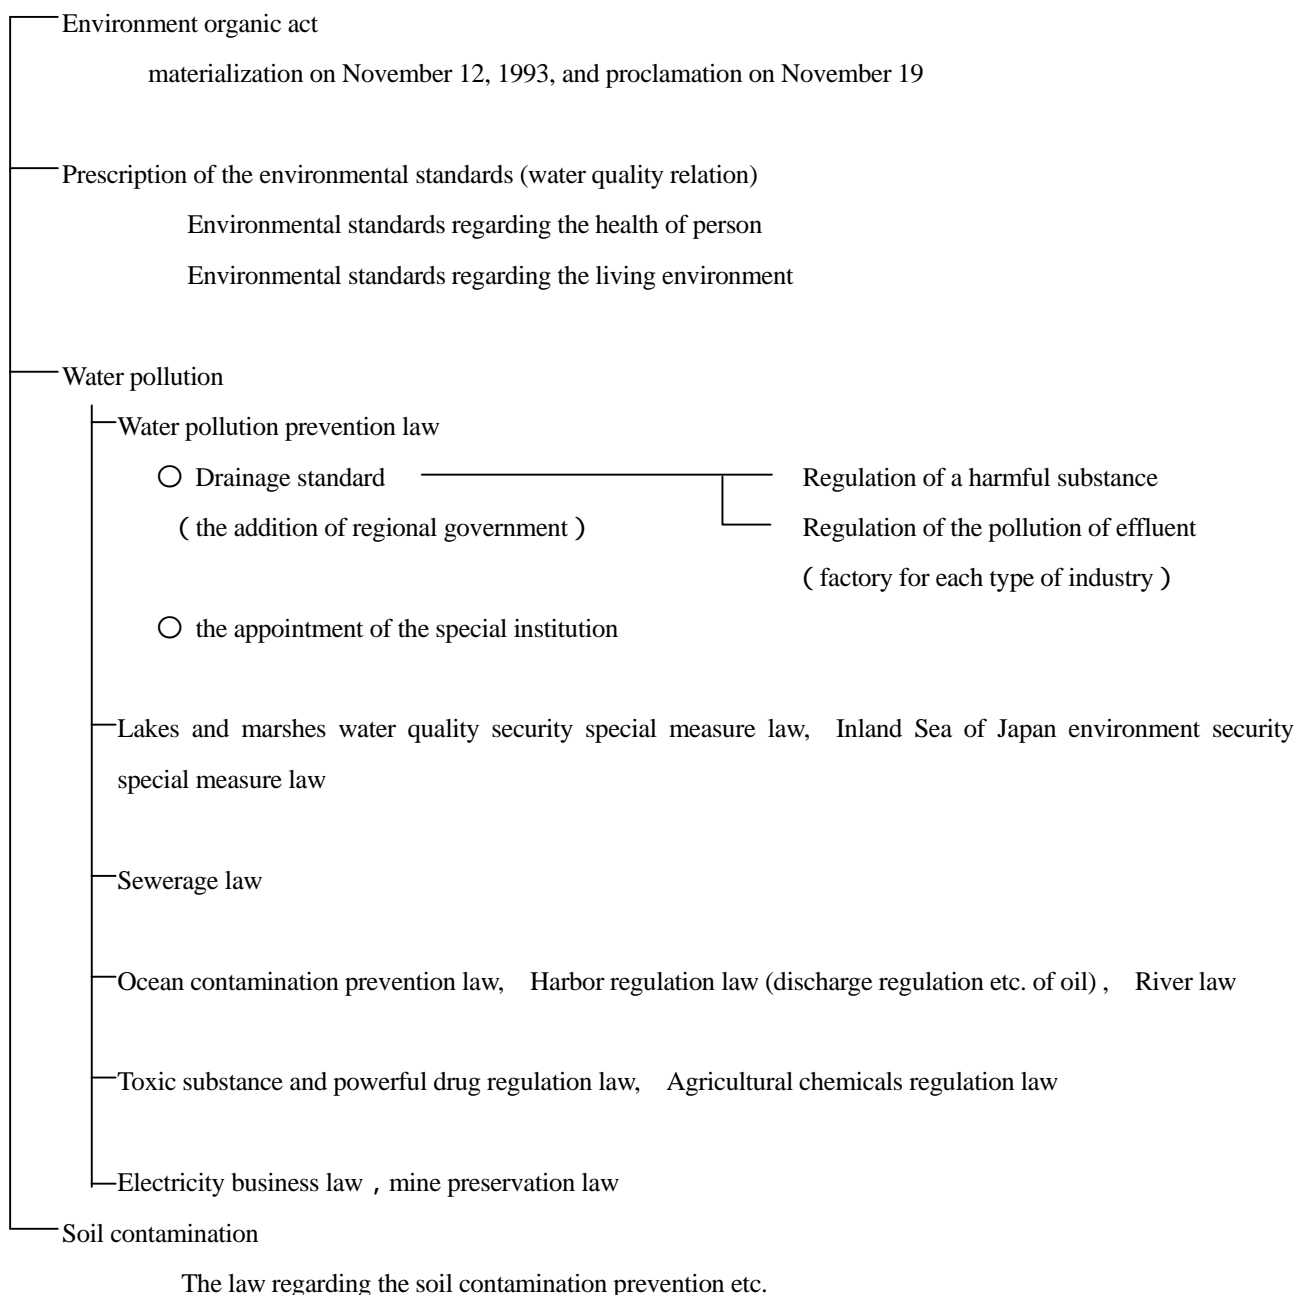 Environment organic act
materialization on November 12, 1993, and proclamation on November 19
Prescription of the environmental standards (water quality relation)
Environmental standards regarding the health of person
Environmental standards regarding the living environment
Water pollution
Water pollution prevention law
○ Drainage standard
Regulation of a harmful substance
( the addition of regional government )
Regulation of the pollution of effluent
( factory for each type of industry )
○ the appointment of the special institution
Lakes and marshes water quality security special measure law, Inland Sea of Japan environment security
special measure law
Sewerage law
Ocean contamination prevention law, Harbor regulation law (discharge regulation etc. of oil) , River law
Toxic substance and powerful drug regulation law, Agricultural chemicals regulation law
Electricity business law , mine preservation law
Soil contamination
The law regarding the soil contamination prevention etc.